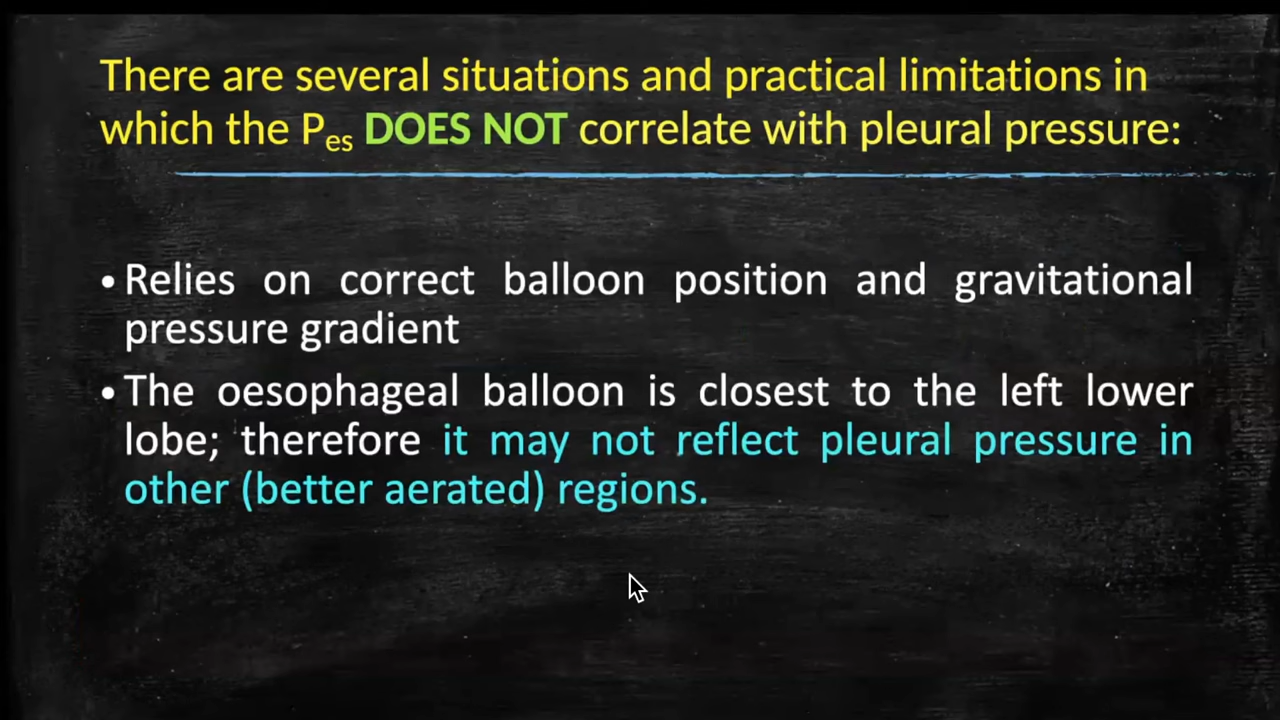 There are several situations and practical limitations in
which the Pes DOES NOT correlate with pleural pressure:
• Relies on correct balloon position and gravitational
pressure gradient
• The oesophageal balloon is closest to the left lower
lobe; therefore it may not reflect pleural pressure in
other (better aerated) regions.